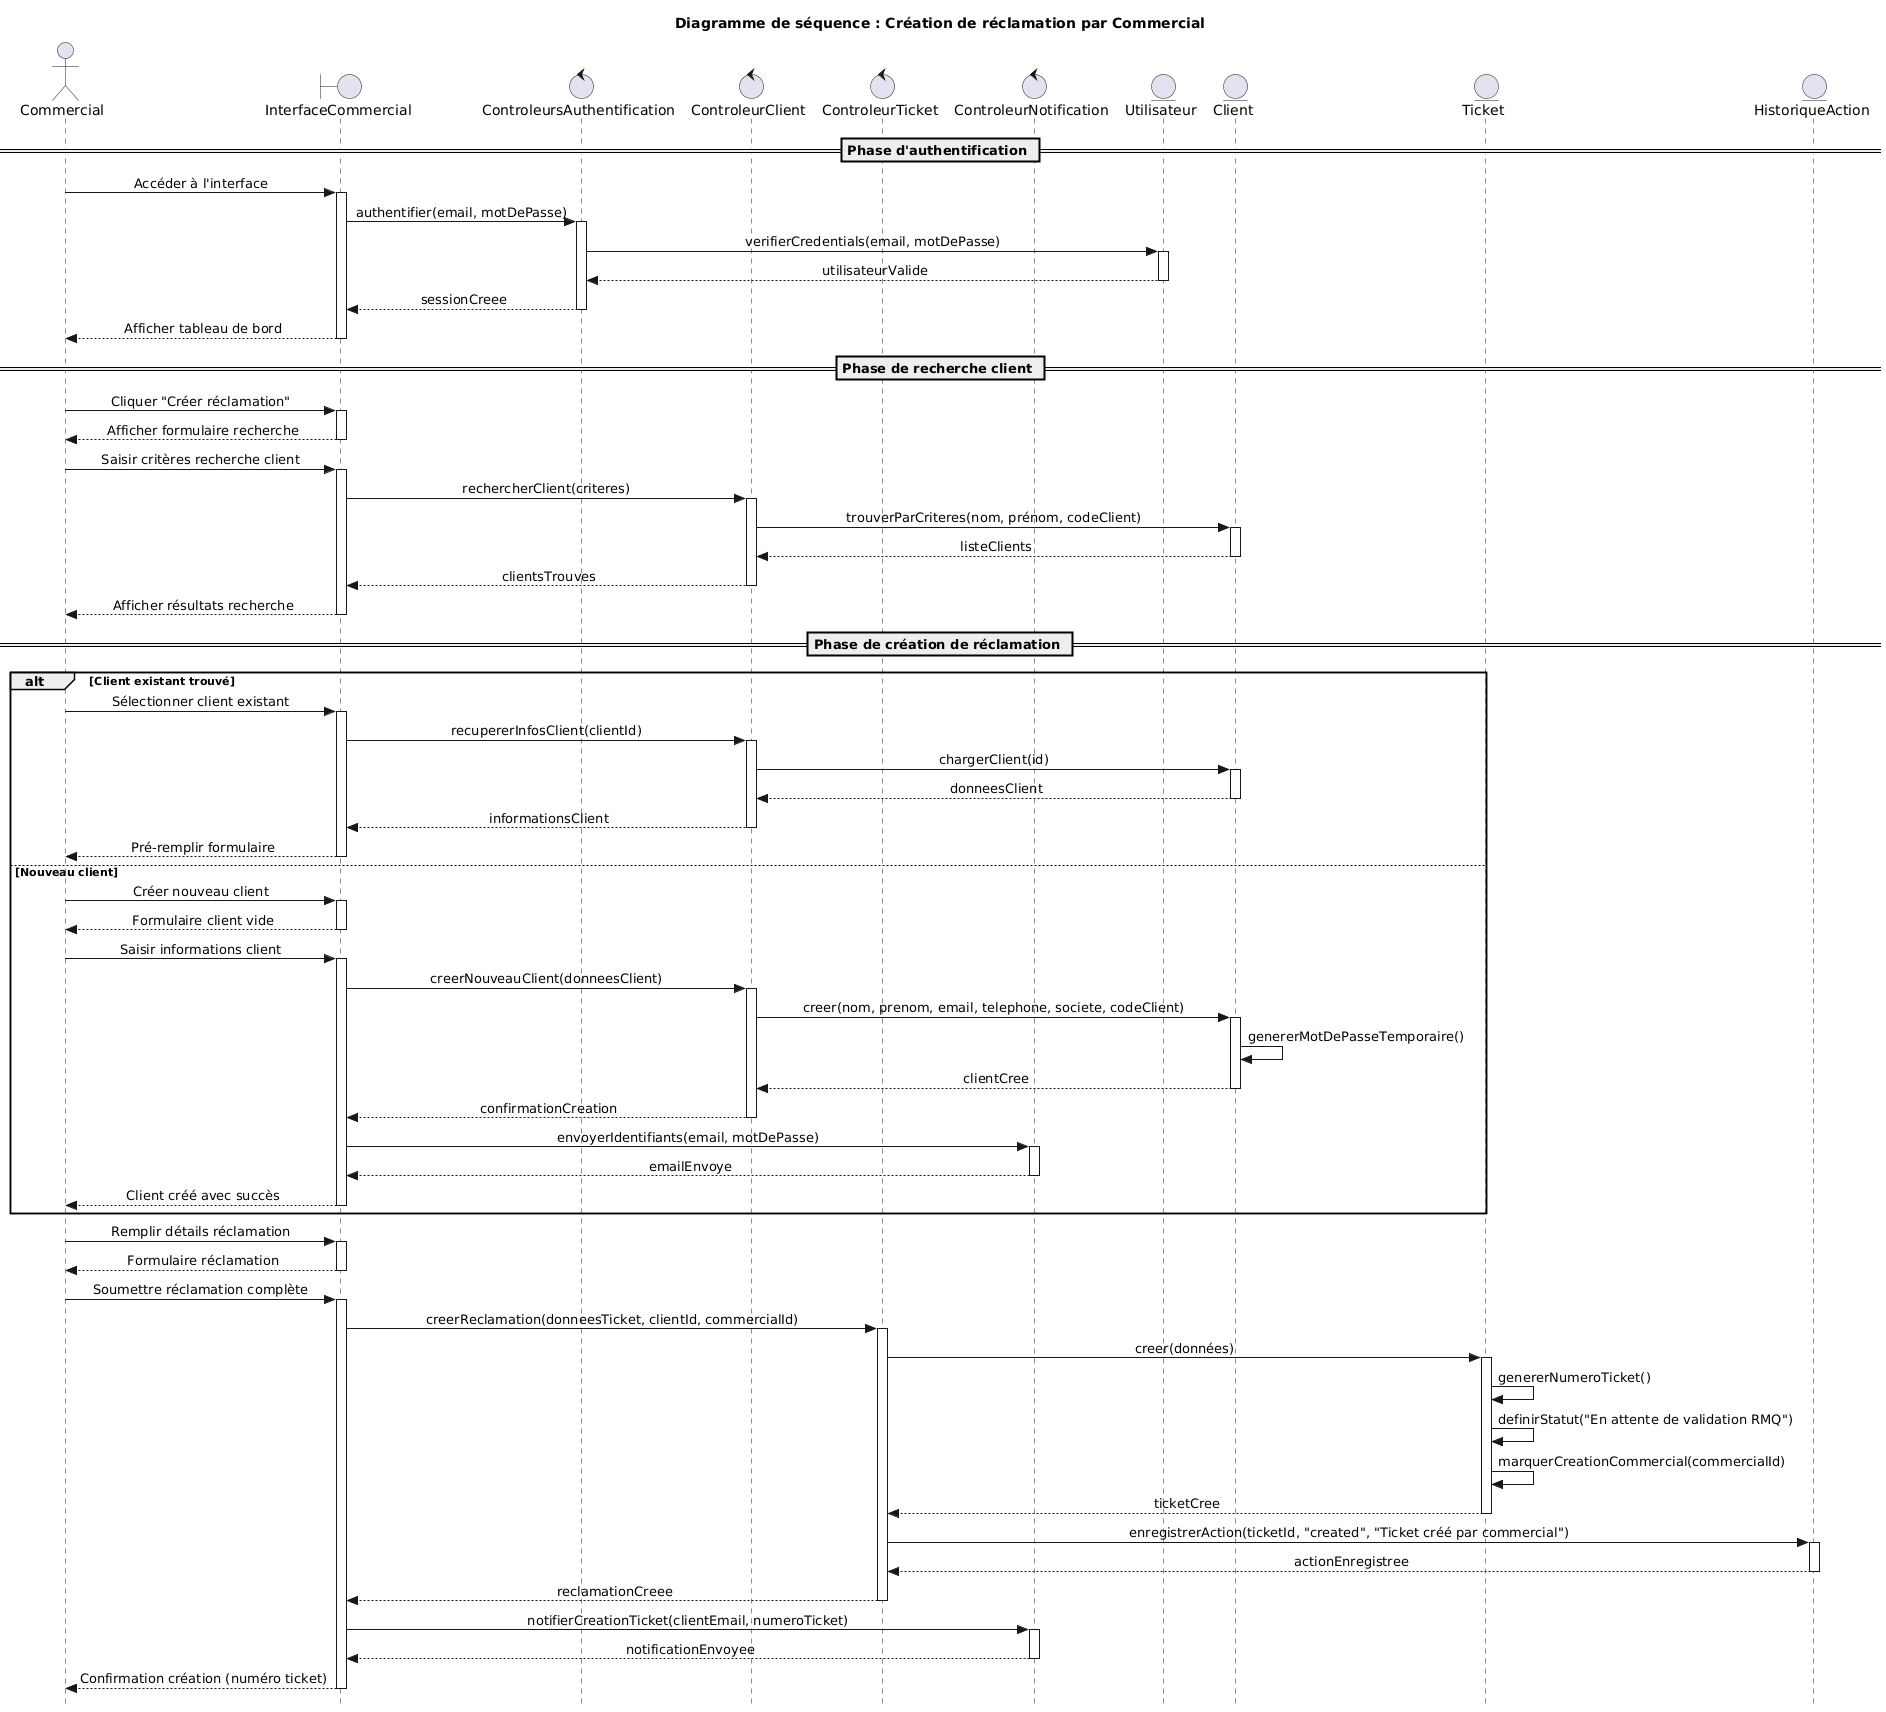 Diagramme de séquence : Création de réclamation par Commercial
Commercial
InterfaceCommercial
ControleursAuthentification
ControleurClient
ControleurTicket
ControleurNotification
Utilisateur
Client
Ticket
HistoriqueAction
Phase d'authentification
Accéder à l'interface
authentifier(email, motDePasse)
verifierCredentials(email, motDePasse)
utilisateurValide
sessionCreee
Afficher tableau de bord
Phase de recherche client
Cliquer "Créer réclamation"
Afficher formulaire recherche
Saisir critères recherche client
rechercherClient(criteres)
trouverParCriteres(nom, prénom, codeClient)
listeClients
clientsTrouves
Afficher résultats recherche
Phase de création de réclamation
alt
[Client existant trouvé]
Sélectionner client existant
recupererInfosClient(clientId)
chargerClient(id)
donneesClient
informationsClient
Pré-remplir formulaire
[Nouveau client]
Créer nouveau client
Formulaire client vide
Saisir informations client
creerNouveauClient(donneesClient)
creer(nom, prenom, email, telephone, societe, codeClient)
genererMotDePasseTemporaire()
clientCree
confirmationCreation
envoyerIdentifiants(email, motDePasse)
emailEnvoye
Client créé avec succès
Remplir détails réclamation
Formulaire réclamation
Soumettre réclamation complète
creerReclamation(donneesTicket, clientId, commercialId)
creer(données)
genererNumeroTicket()
definirStatut("En attente de validation RMQ")
marquerCreationCommercial(commercialId)
ticketCree
enregistrerAction(ticketId, "created", "Ticket créé par commercial")
actionEnregistree
reclamationCreee
notifierCreationTicket(clientEmail, numeroTicket)
notificationEnvoyee
Confirmation création (numéro ticket)